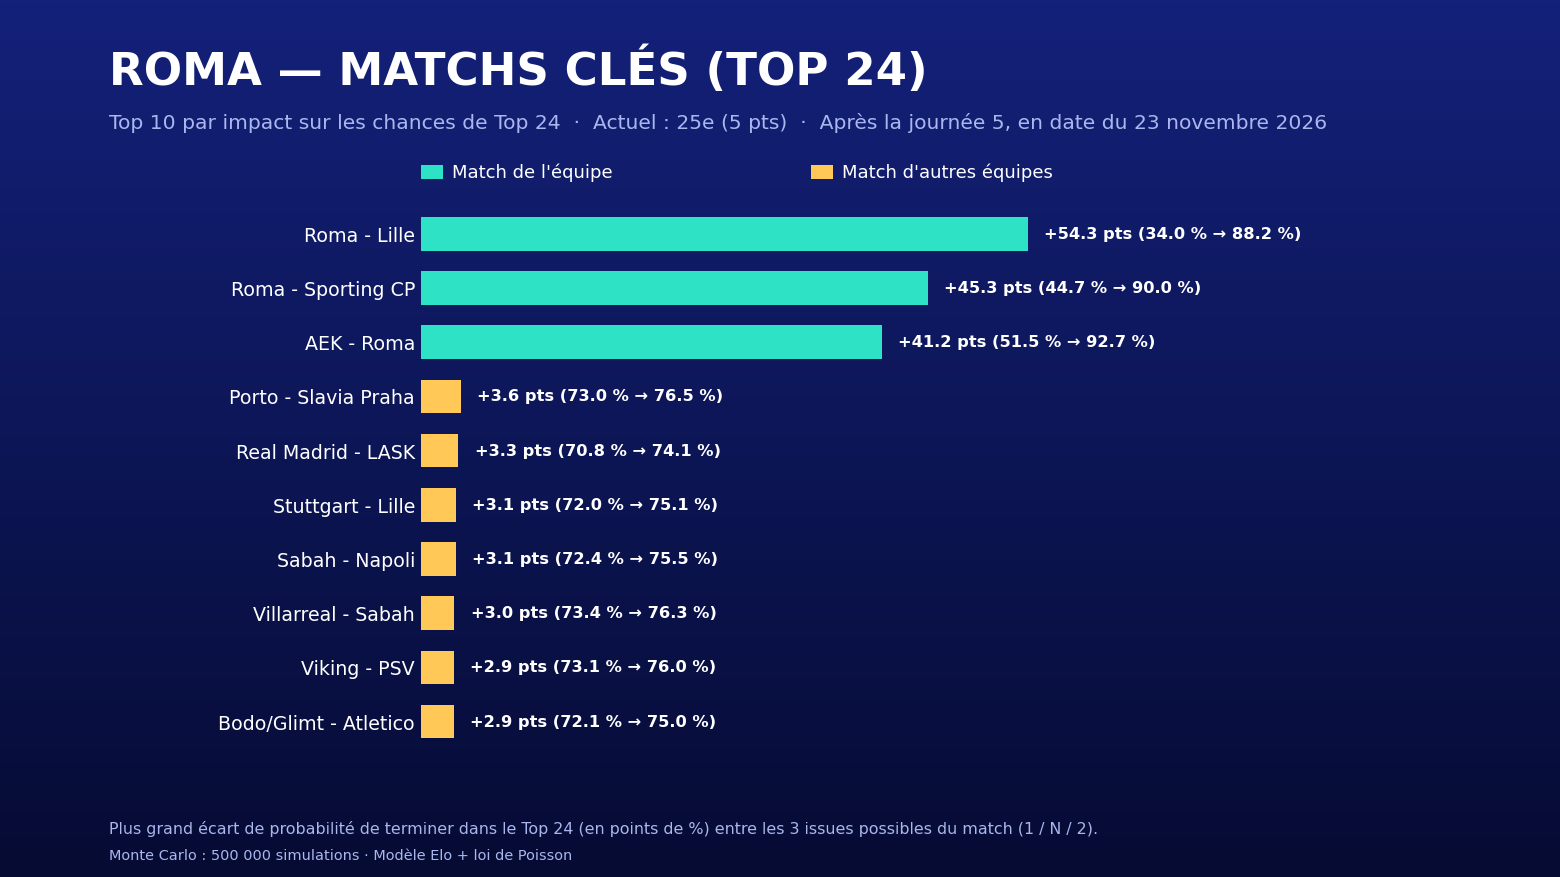 ROMA — MATCHS CLÉS (TOP 24)
Top 10 par impact sur les chances de Top 24 · Actuel : 25e (5 pts) · Après la journée 5, en date du 23 novembre 2026
Match de l'équipe
Match d'autres équipes
Roma - Lille +54.3 pts (34.0 % → 88.2 %)
Roma - Sporting CP +45.3 pts (44.7 % → 90.0 %)
AEK - Roma +41.2 pts (51.5 % → 92.7 %)
Porto - Slavia Praha +3.6 pts (73.0 % → 76.5 %)
Real Madrid - LASK +3.3 pts (70.8 % → 74.1 %)
Stuttgart - Lille +3.1 pts (72.0 % → 75.1 %)
Sabah - Napoli +3.1 pts (72.4 % → 75.5 %)
Villarreal - Sabah +3.0 pts (73.4 % → 76.3 %)
Viking - PSV +2.9 pts (73.1 % → 76.0 %)
Bodo/Glimt - Atletico +2.9 pts (72.1 % → 75.0 %)
Plus grand écart de probabilité de terminer dans le Top 24 (en points de %) entre les 3 issues possibles du match (1 / N / 2).
Monte Carlo : 500 000 simulations · Modèle Elo + loi de Poisson